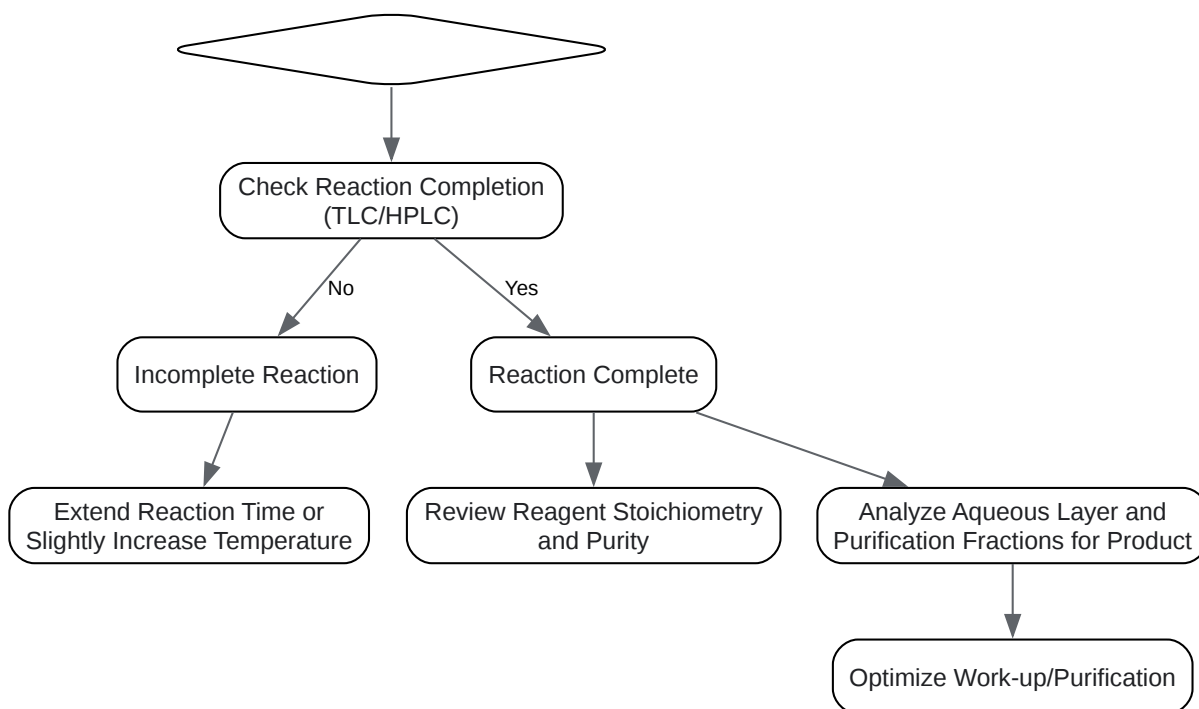 Check Reaction Completion
(TLC/HPLC)
No
Yes
Incomplete Reaction
Reaction Complete
Extend Reaction Time or
Slightly Increase Temperature
Review Reagent Stoichiometry
and Purity
Analyze Aqueous Layer and
Purification Fractions for Product
Optimize Work-up/Purification